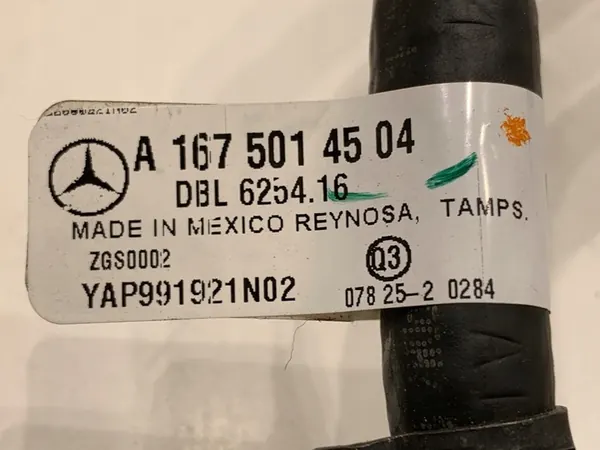 A 167 501 45 04
DBL 6254.16
MADE IN MEXICO REYNOSA, TAMPS.
ZGS0002
Q3
YAP991921N02
078 25-2 0284